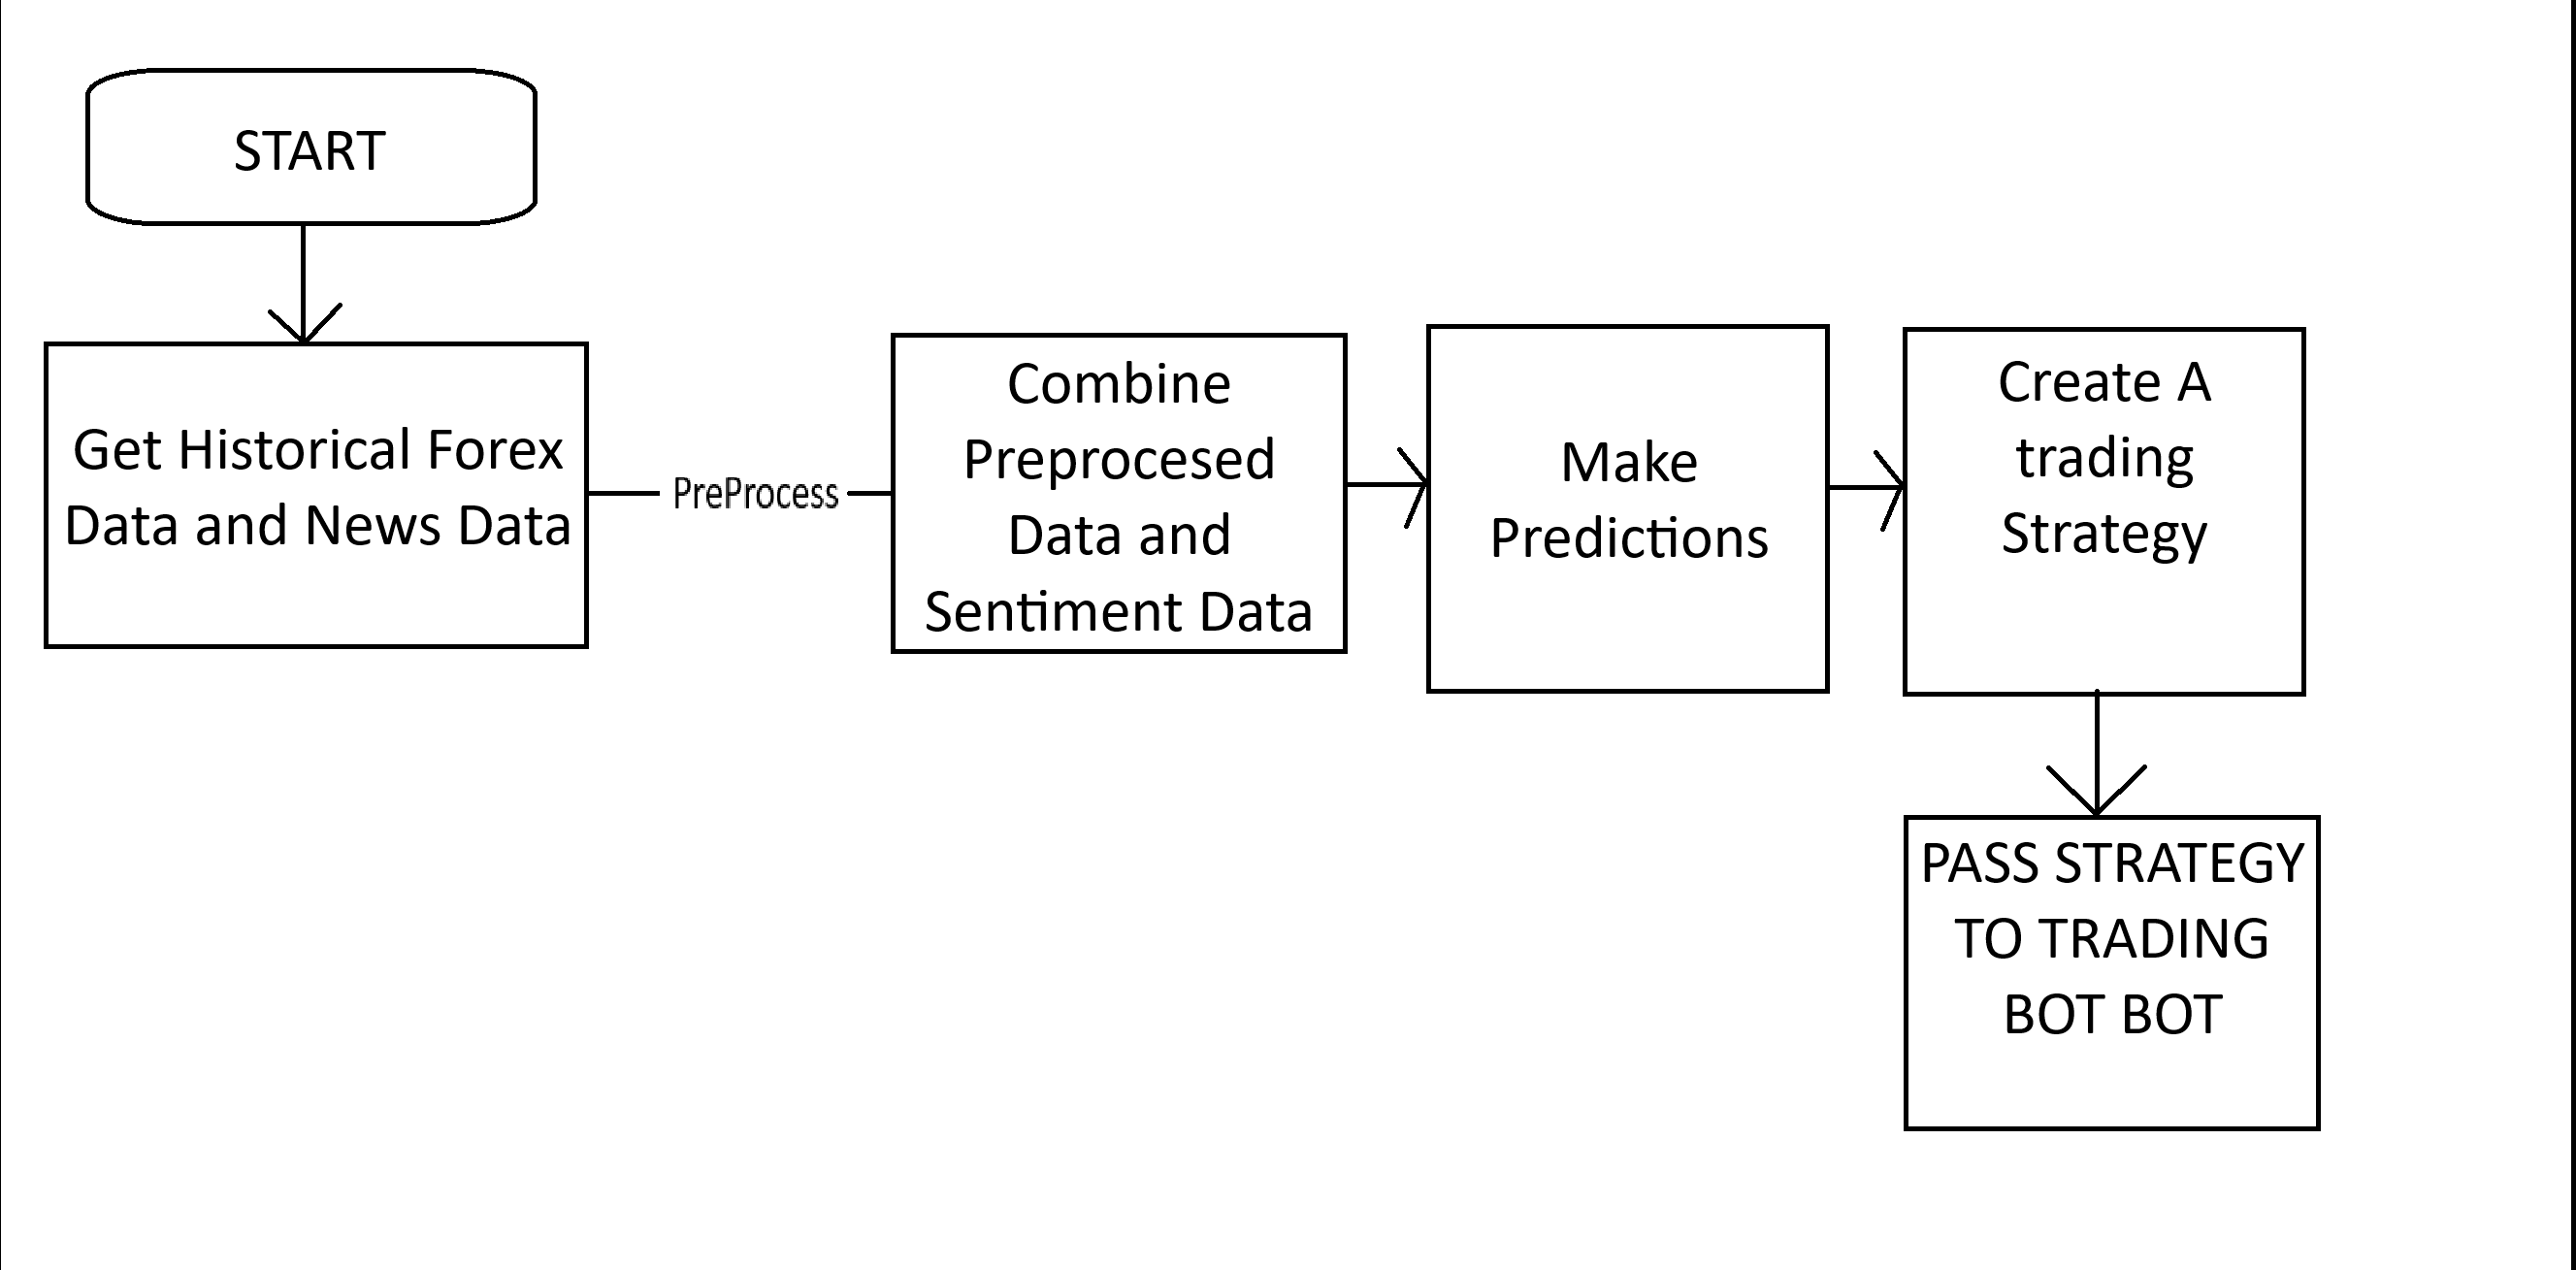 START
Get Historical Forex
Data and News Data
PreProcess
Combine
Preprocesed
Data and
Sentiment Data
Make
Predictions
Create A
trading
Strategy
PASS STRATEGY
TO TRADING
BOT BOT